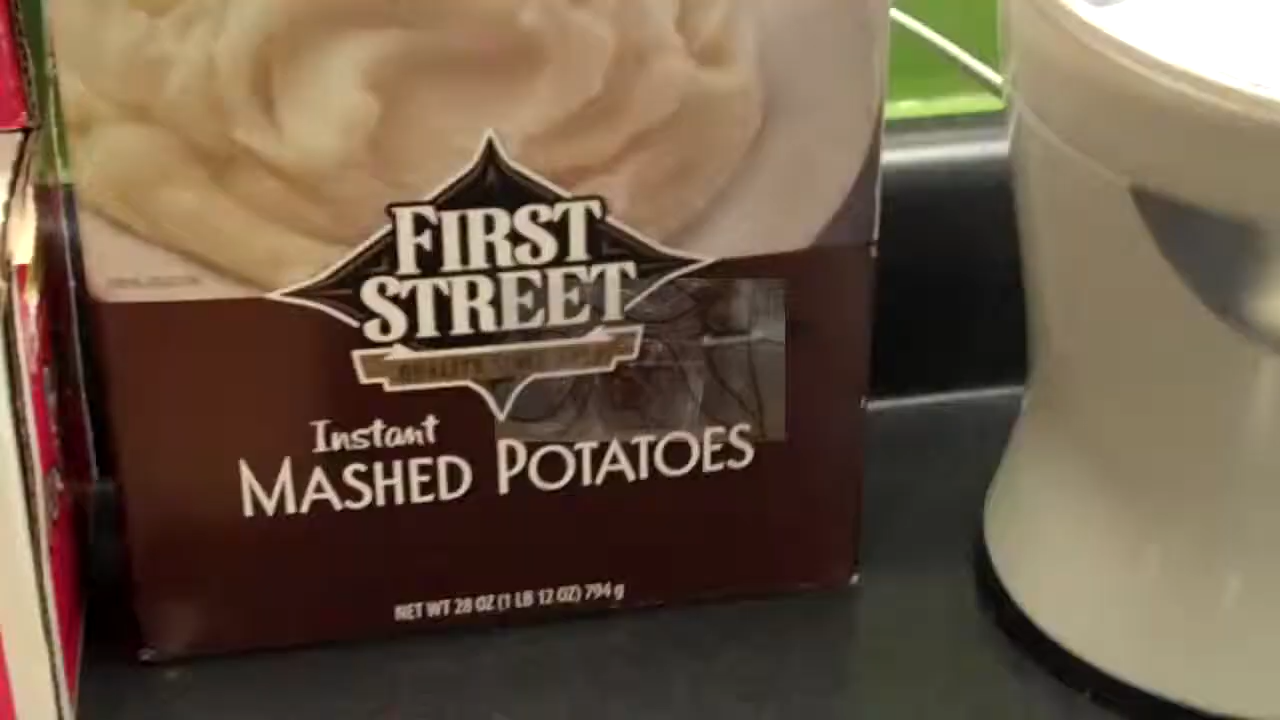 FIRST
STREET
Instant
MASHED POTATOES
NET WT 28 OZ (1 LB 12 OZ) 794 g